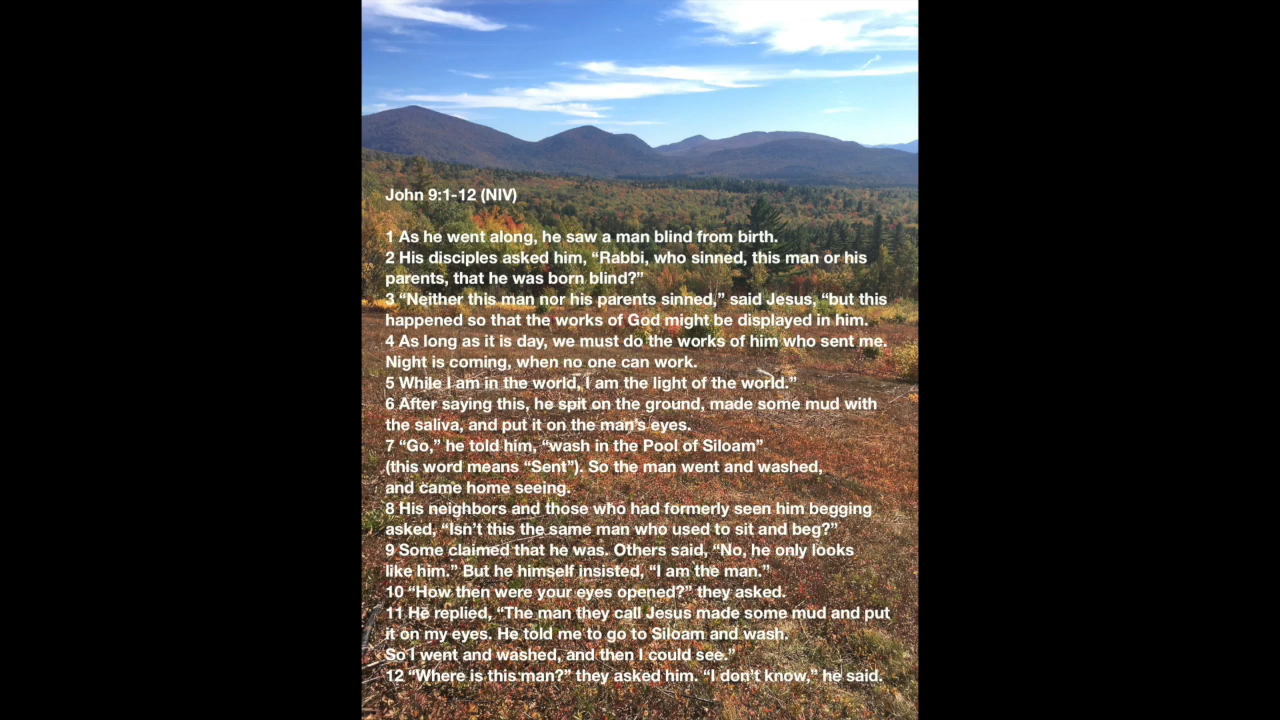 John 9:1-12 (NIV)
1 As he went along, he saw a man blind from birth.
2 His disciples asked him, “Rabbi, who sinned, this man or his
parents, that he was born blind?”
3 “Neither this man nor his parents sinned,” said Jesus, “but this
happened so that the works of God might be displayed in him.
4 As long as it is day, we must do the works of him who sent me.
Night is coming, when no one can work.
5 While I am in the world, I am the light of the world.”
6 After saying this, he spit on the ground, made some mud with
the saliva, and put it on the man’s eyes.
7 “Go,” he told him, “wash in the Pool of Siloam”
(this word means “Sent”). So the man went and washed,
and came home seeing.
8 His neighbors and those who had formerly seen him begging
asked, “Isn’t this the same man who used to sit and beg?”
9 Some claimed that he was. Others said, “No, he only looks
like him.” But he himself insisted, “I am the man.”
10 “How then were your eyes opened?” they asked.
11 He replied, “The man they call Jesus made some mud and put
it on my eyes. He told me to go to Siloam and wash.
So I went and washed, and then I could see.”
12 “Where is this man?” they asked him. “I don’t know,” he said.